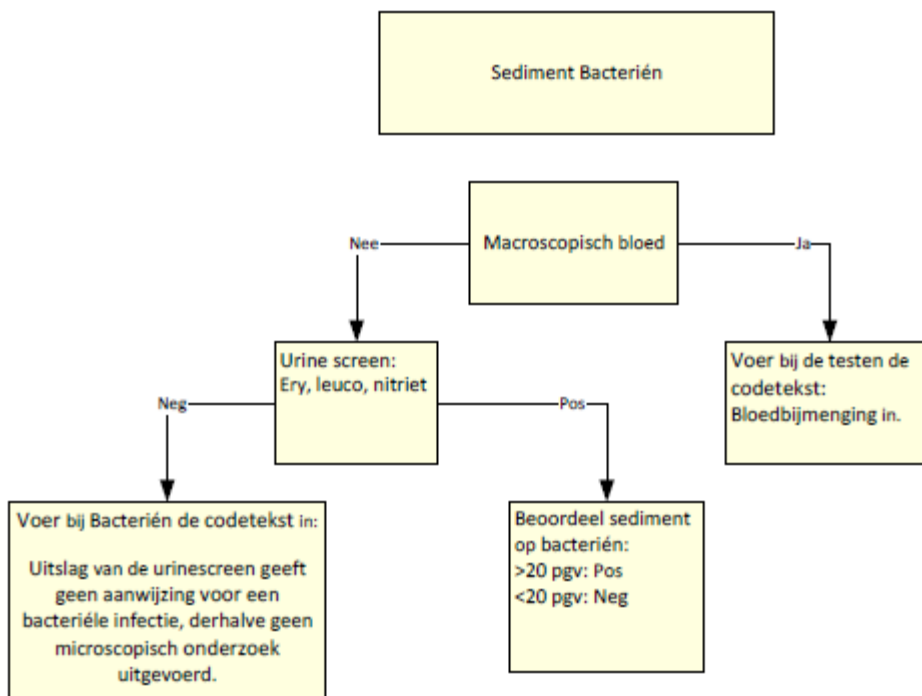 Sediment Bacterién
Macroscopisch bloed
Nee
Ja
Urine screen:
Ery, leuco, nitriet
Voer bij de testen de
codetekst:
Bloedbijmenging in.
Neg
Pos
Voer bij Bacterién de codetekst in:
Uitslag van de urinescreen geeft
geen aanwijzing voor een
bacteriéle infectie, derhalve geen
microscopisch onderzoek
uitgevoerd.
Beoordeel sediment
op bacterién:
>20 pgv: Pos
<20 pgv: Neg